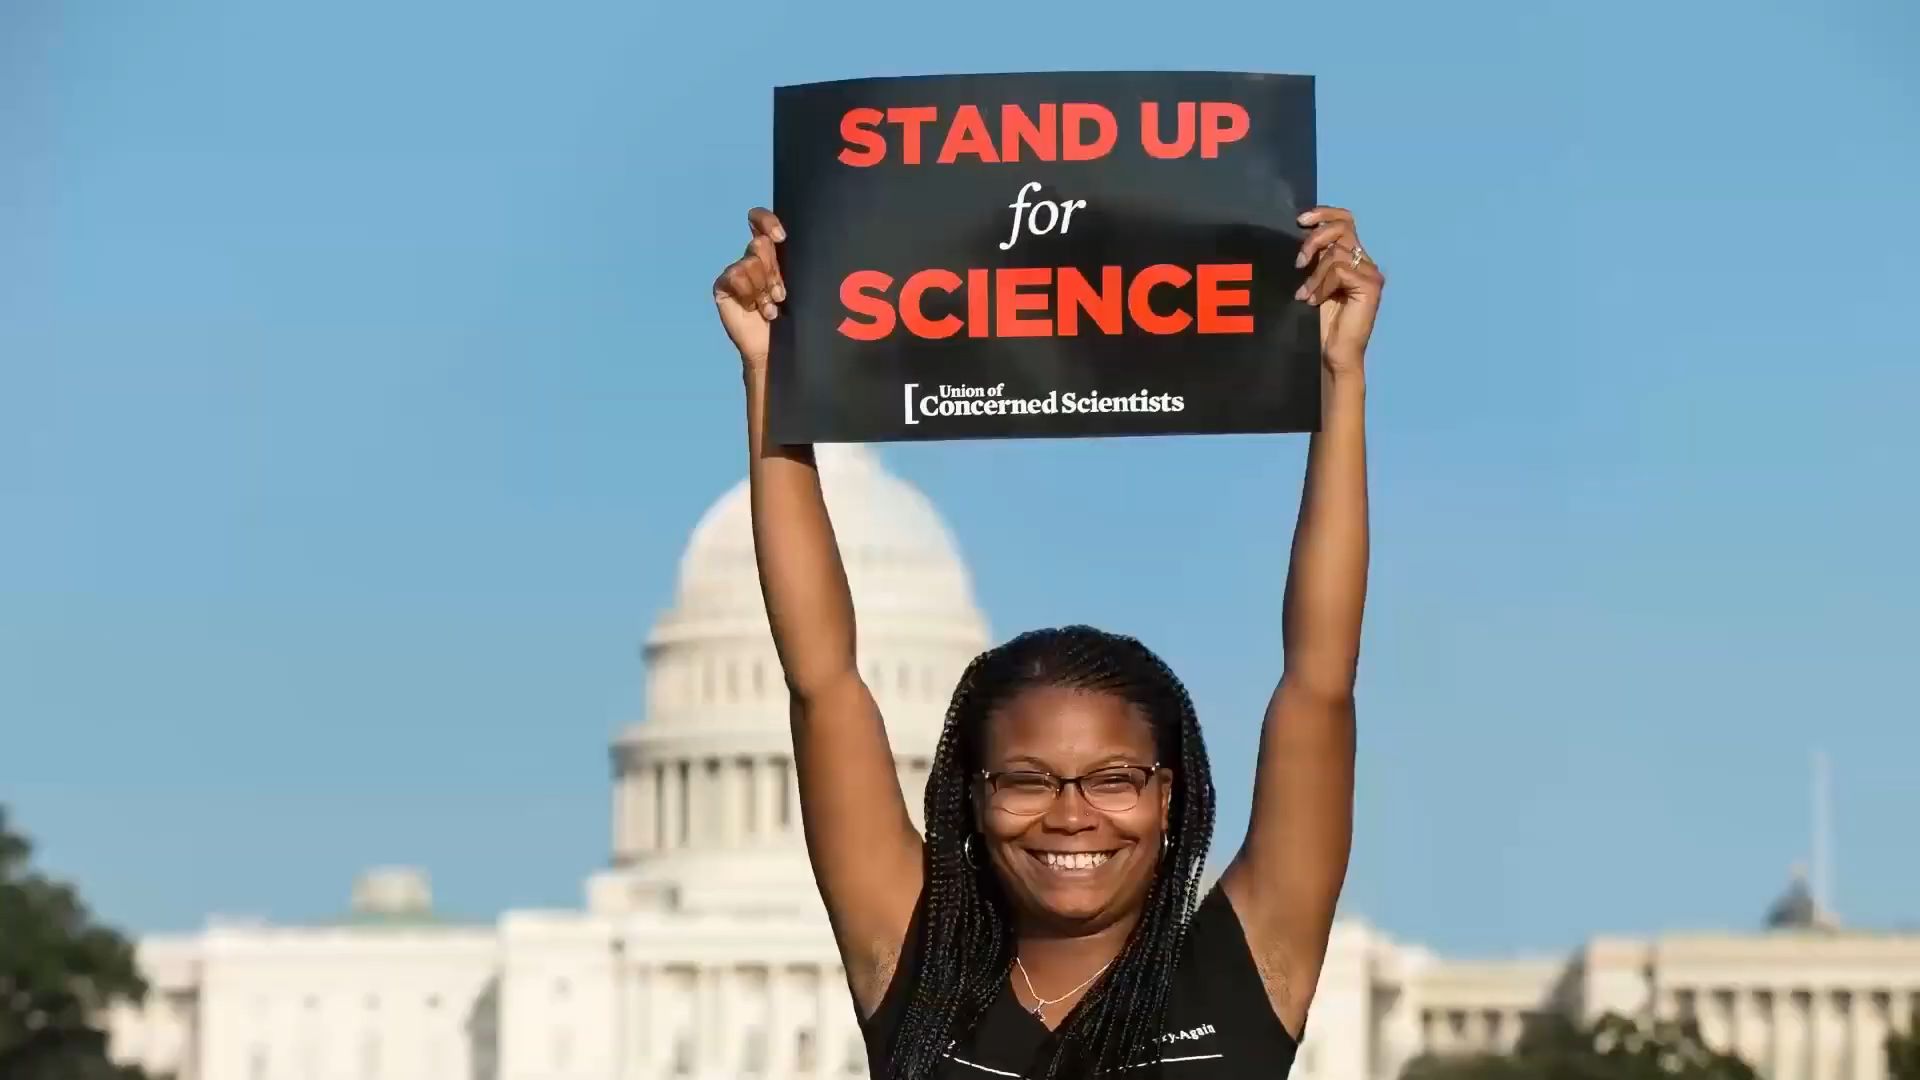 STAND UP
for
SCIENCE
Union of
Concerned Scientists